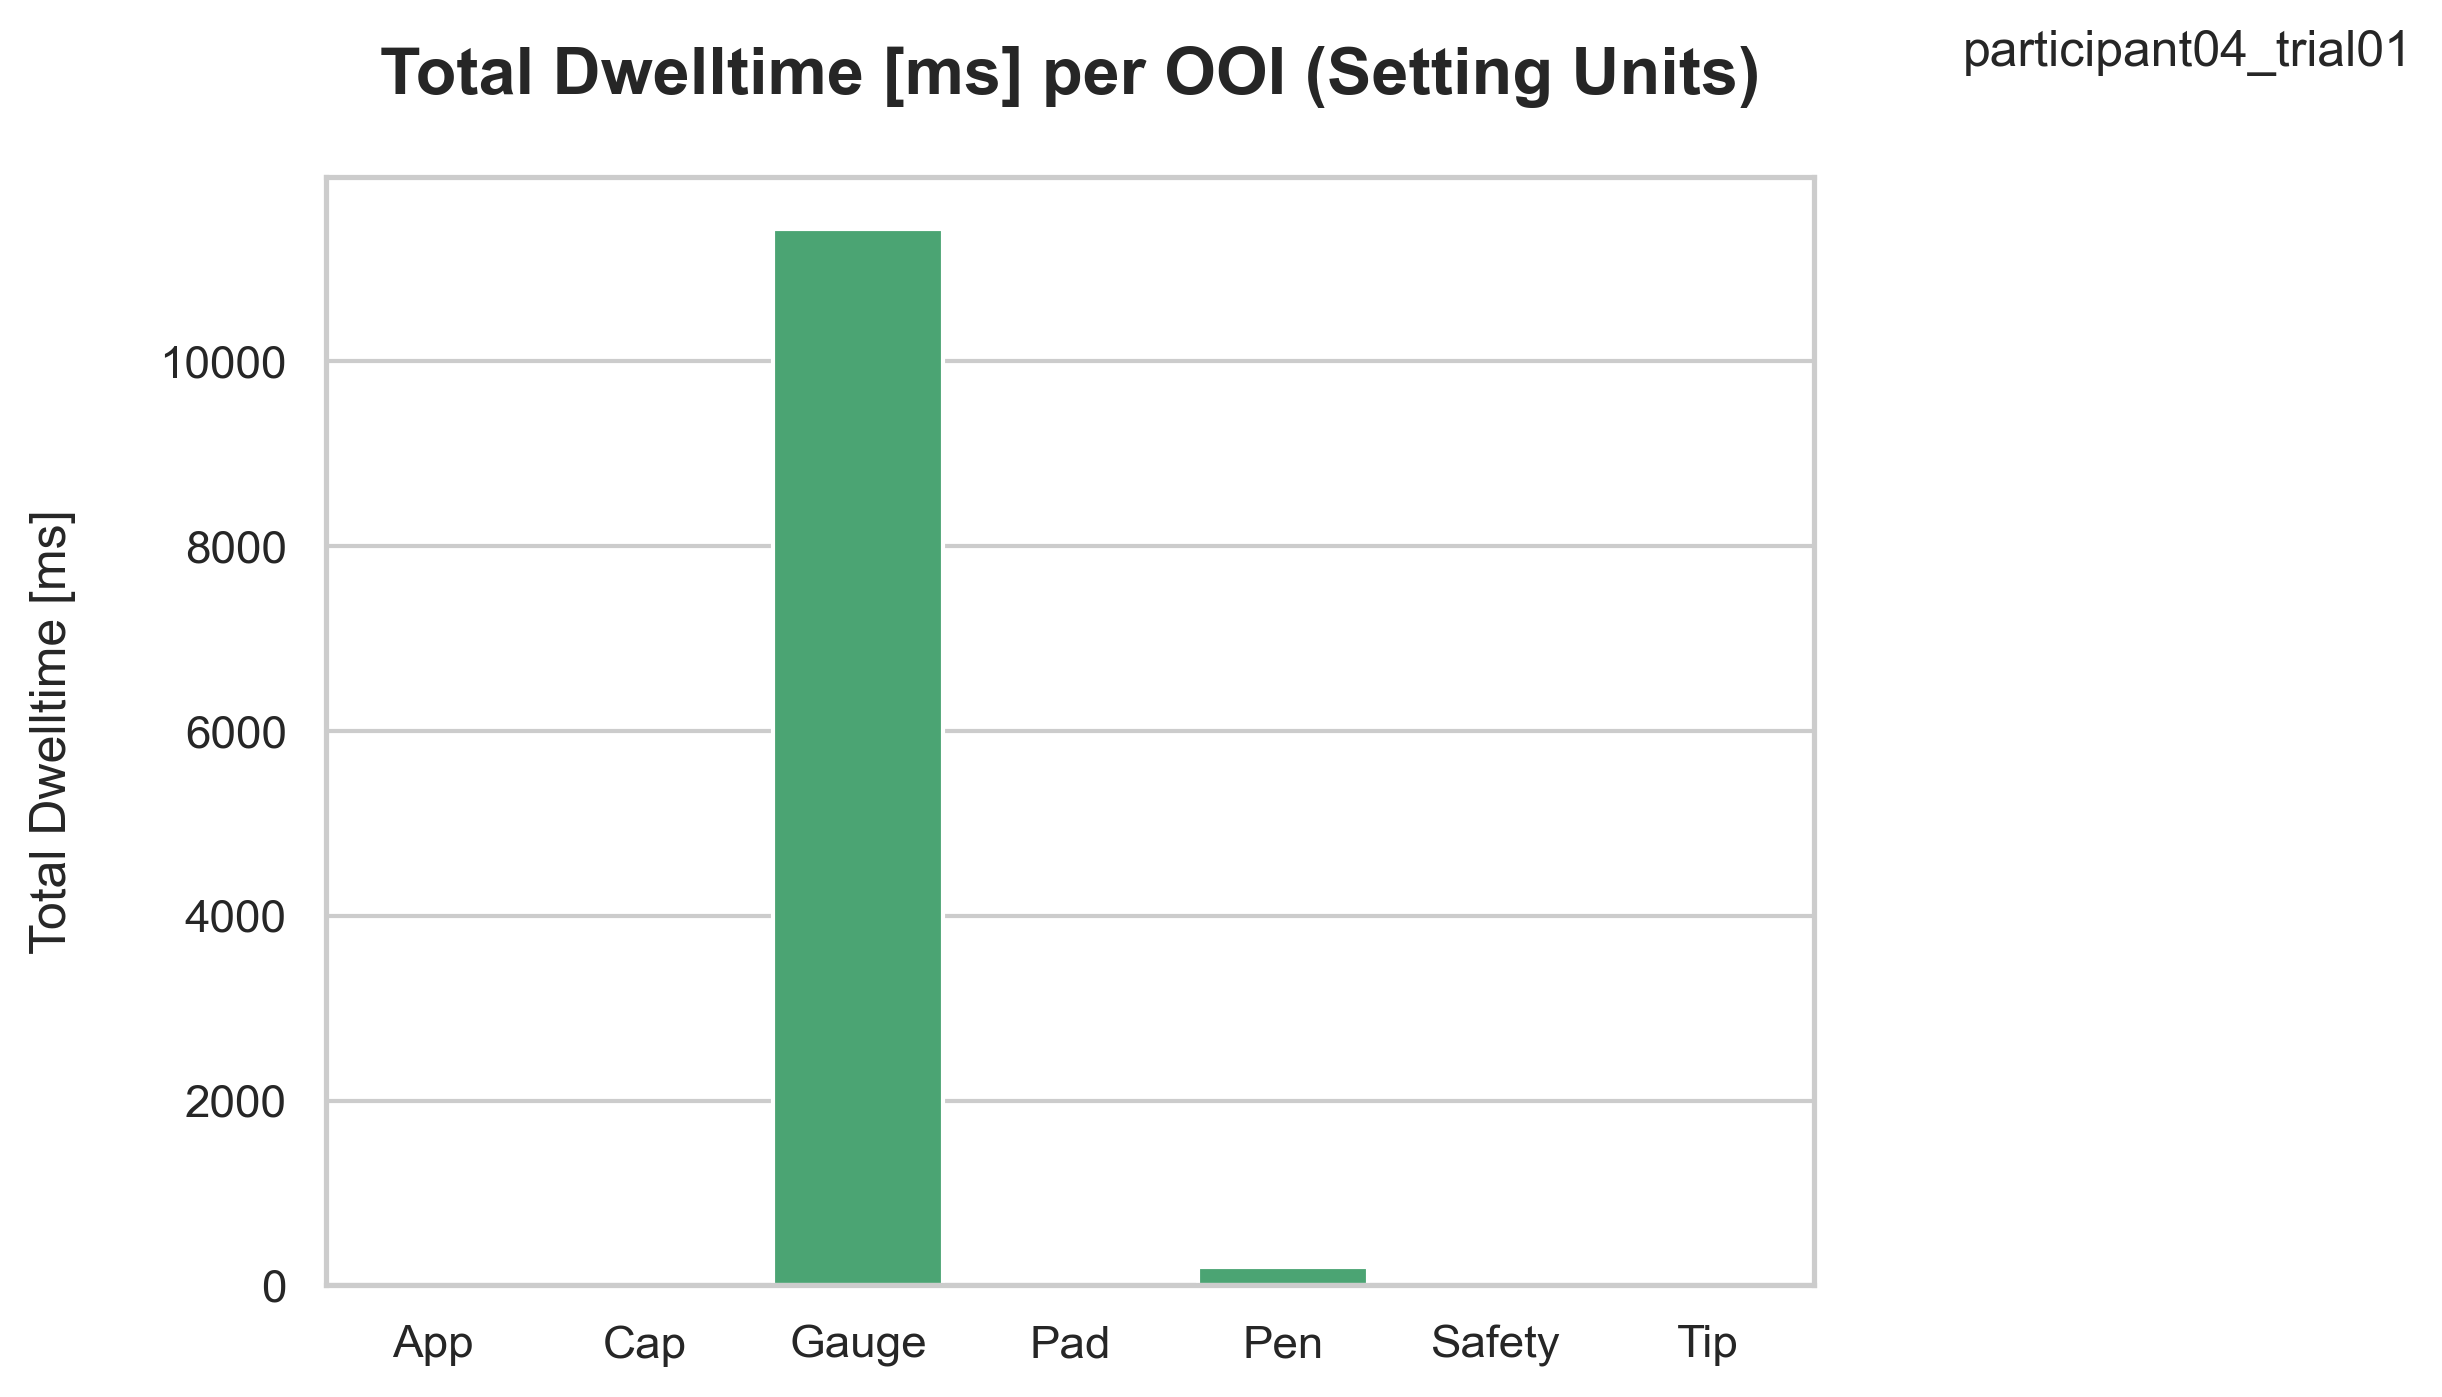 Total Dwelltime [ms] per OOI (Setting Units)
participant04_trial01
Total Dwelltime [ms]
10000
8000
6000
4000
2000
0
App Cap Gauge Pad Pen Safety Tip